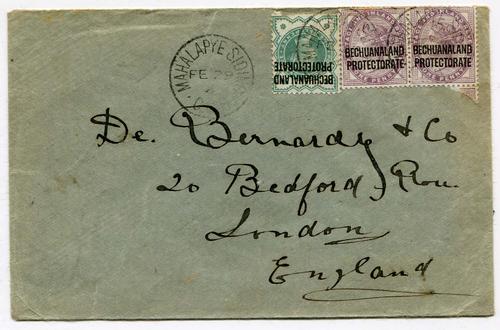 MAHALAPYE SIDING
FE 29
BECHUANALAND PROTECTORATE
BECHUANALAND PROTECTORATE
BECHUANALAND PROTECTORATE
De. Bernardy & Co
20 Bedford Row.
London
England